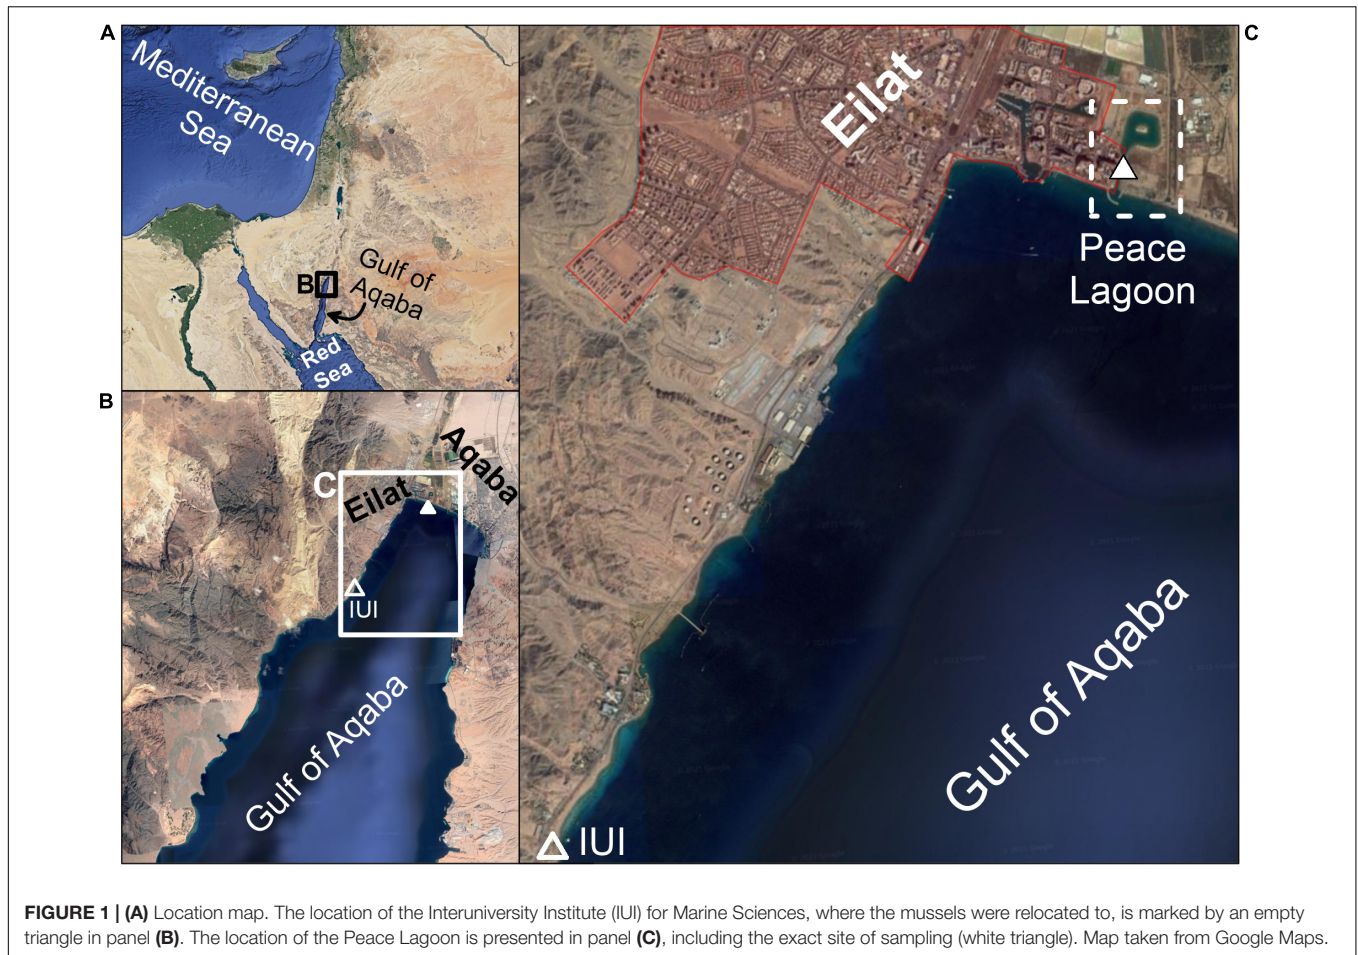 A
Mediterranean
Sea
B
Gulf of
Aqaba
Red
Sea
B
C
Eilat
Aqaba
IUI
Gulf of Aqaba
C
Eilat
Peace
Lagoon
Gulf of Aqaba
IUI
FIGURE 1 | (A) Location map. The location of the Interuniversity Institute (IUI) for Marine Sciences, where the mussels were relocated to, is marked by an empty
triangle in panel (B). The location of the Peace Lagoon is presented in panel (C), including the exact site of sampling (white triangle). Map taken from Google Maps.